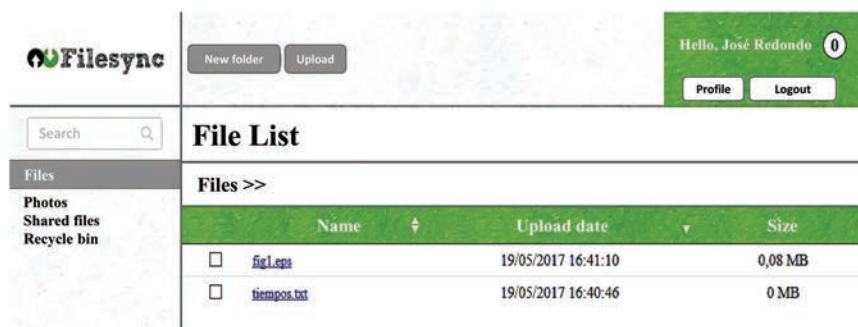 Filesync
New folder Upload
Hello, José Redondo 0
Profile Logout
Search
Files
Photos
Shared files
Recycle bin
File List
Files >>
Name Upload date Size
fig1.eps 19/05/2017 16:41:10 0,08 MB
tiempos.txt 19/05/2017 16:40:46 0 MB